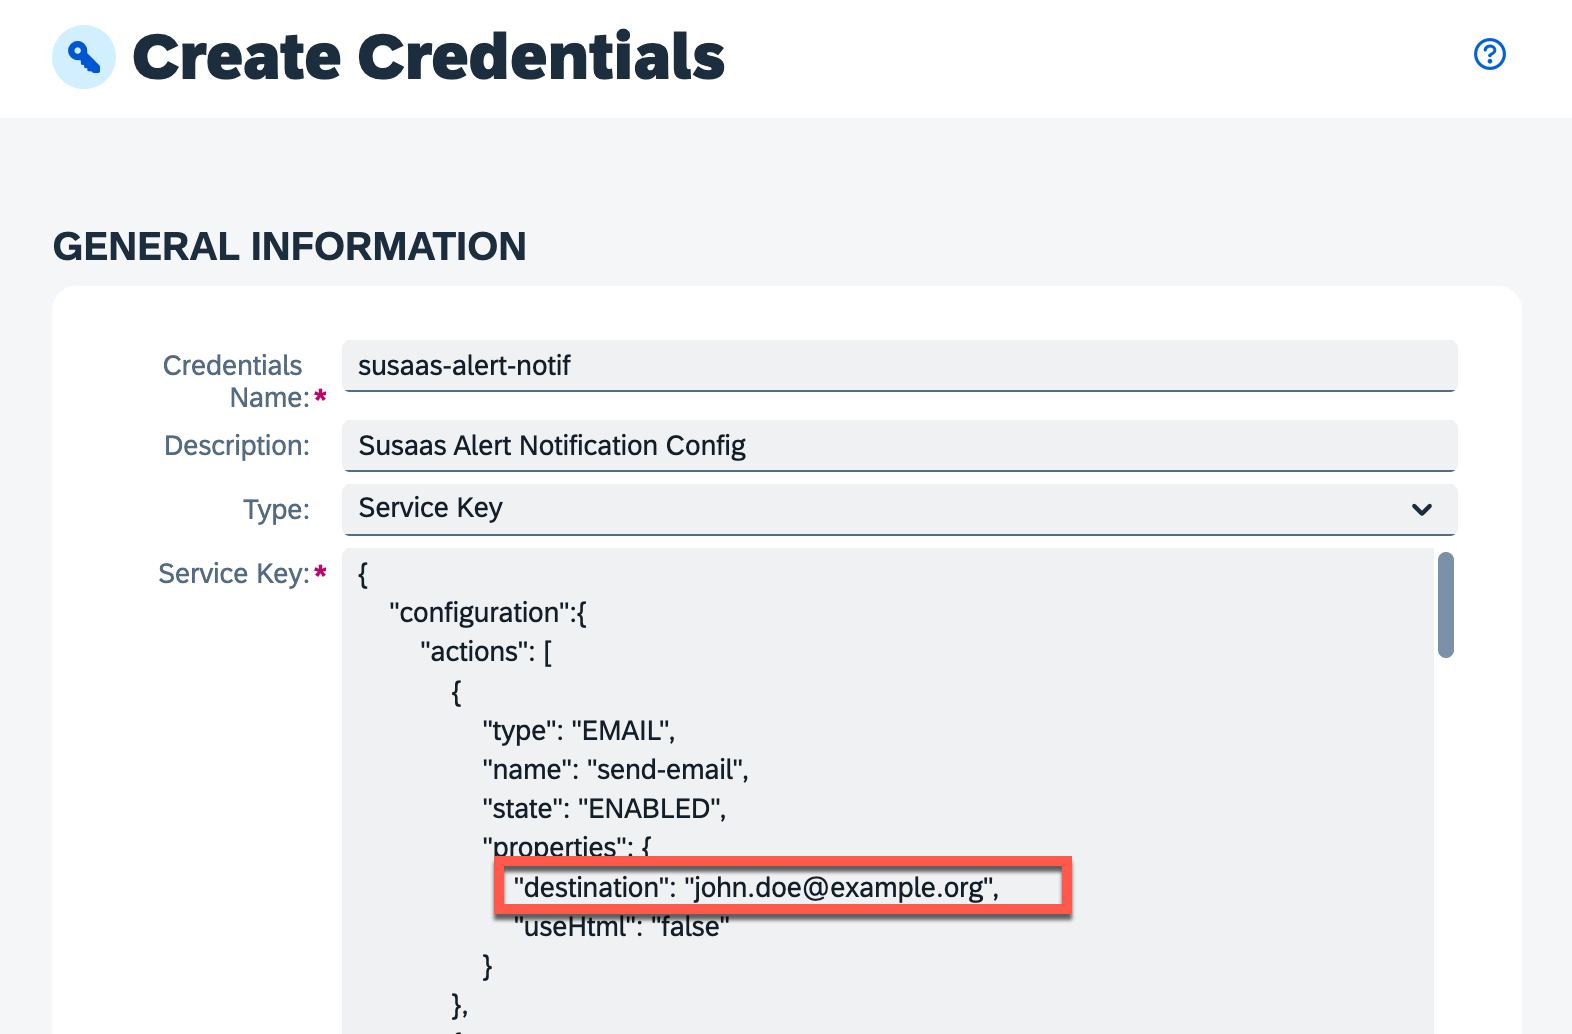 Create Credentials
GENERAL INFORMATION
Credentials Name:* susaas-alert-notif
Description: Susaas Alert Notification Config
Type: Service Key
Service Key:* {
"configuration":{
"actions": [
{
"type": "EMAIL",
"name": "send-email",
"state": "ENABLED",
"properties": {
"destination": "john.doe@example.org",
"useHtml": "false"
}
},